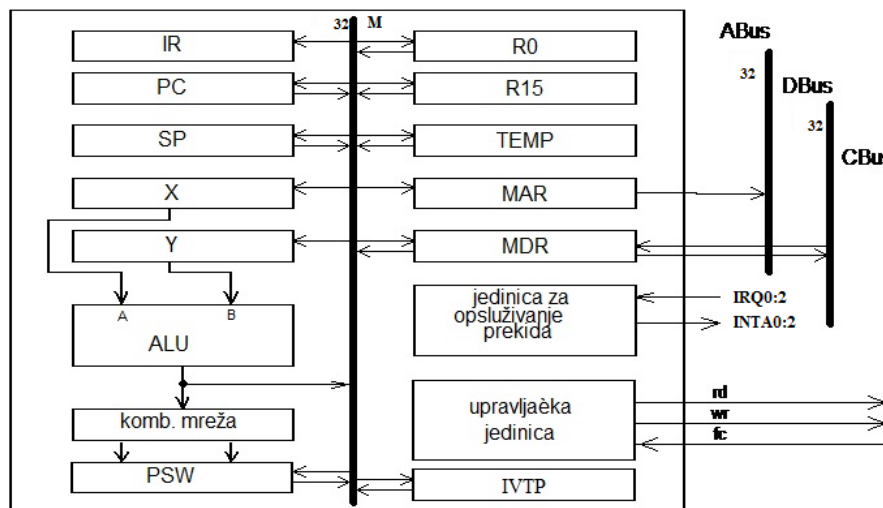 32 M
IR
R0
ABus
PC
R15
32
DBus
SP
TEMP
32
CBus
X
MAR
Y
MDR
A
B
ALU
jedinica za
opsluživanje
prekida
IRQ0:2
INTA0:2
komb. mreža
upravljaèka
jedinica
rd
wr
fc
PSW
IVTP